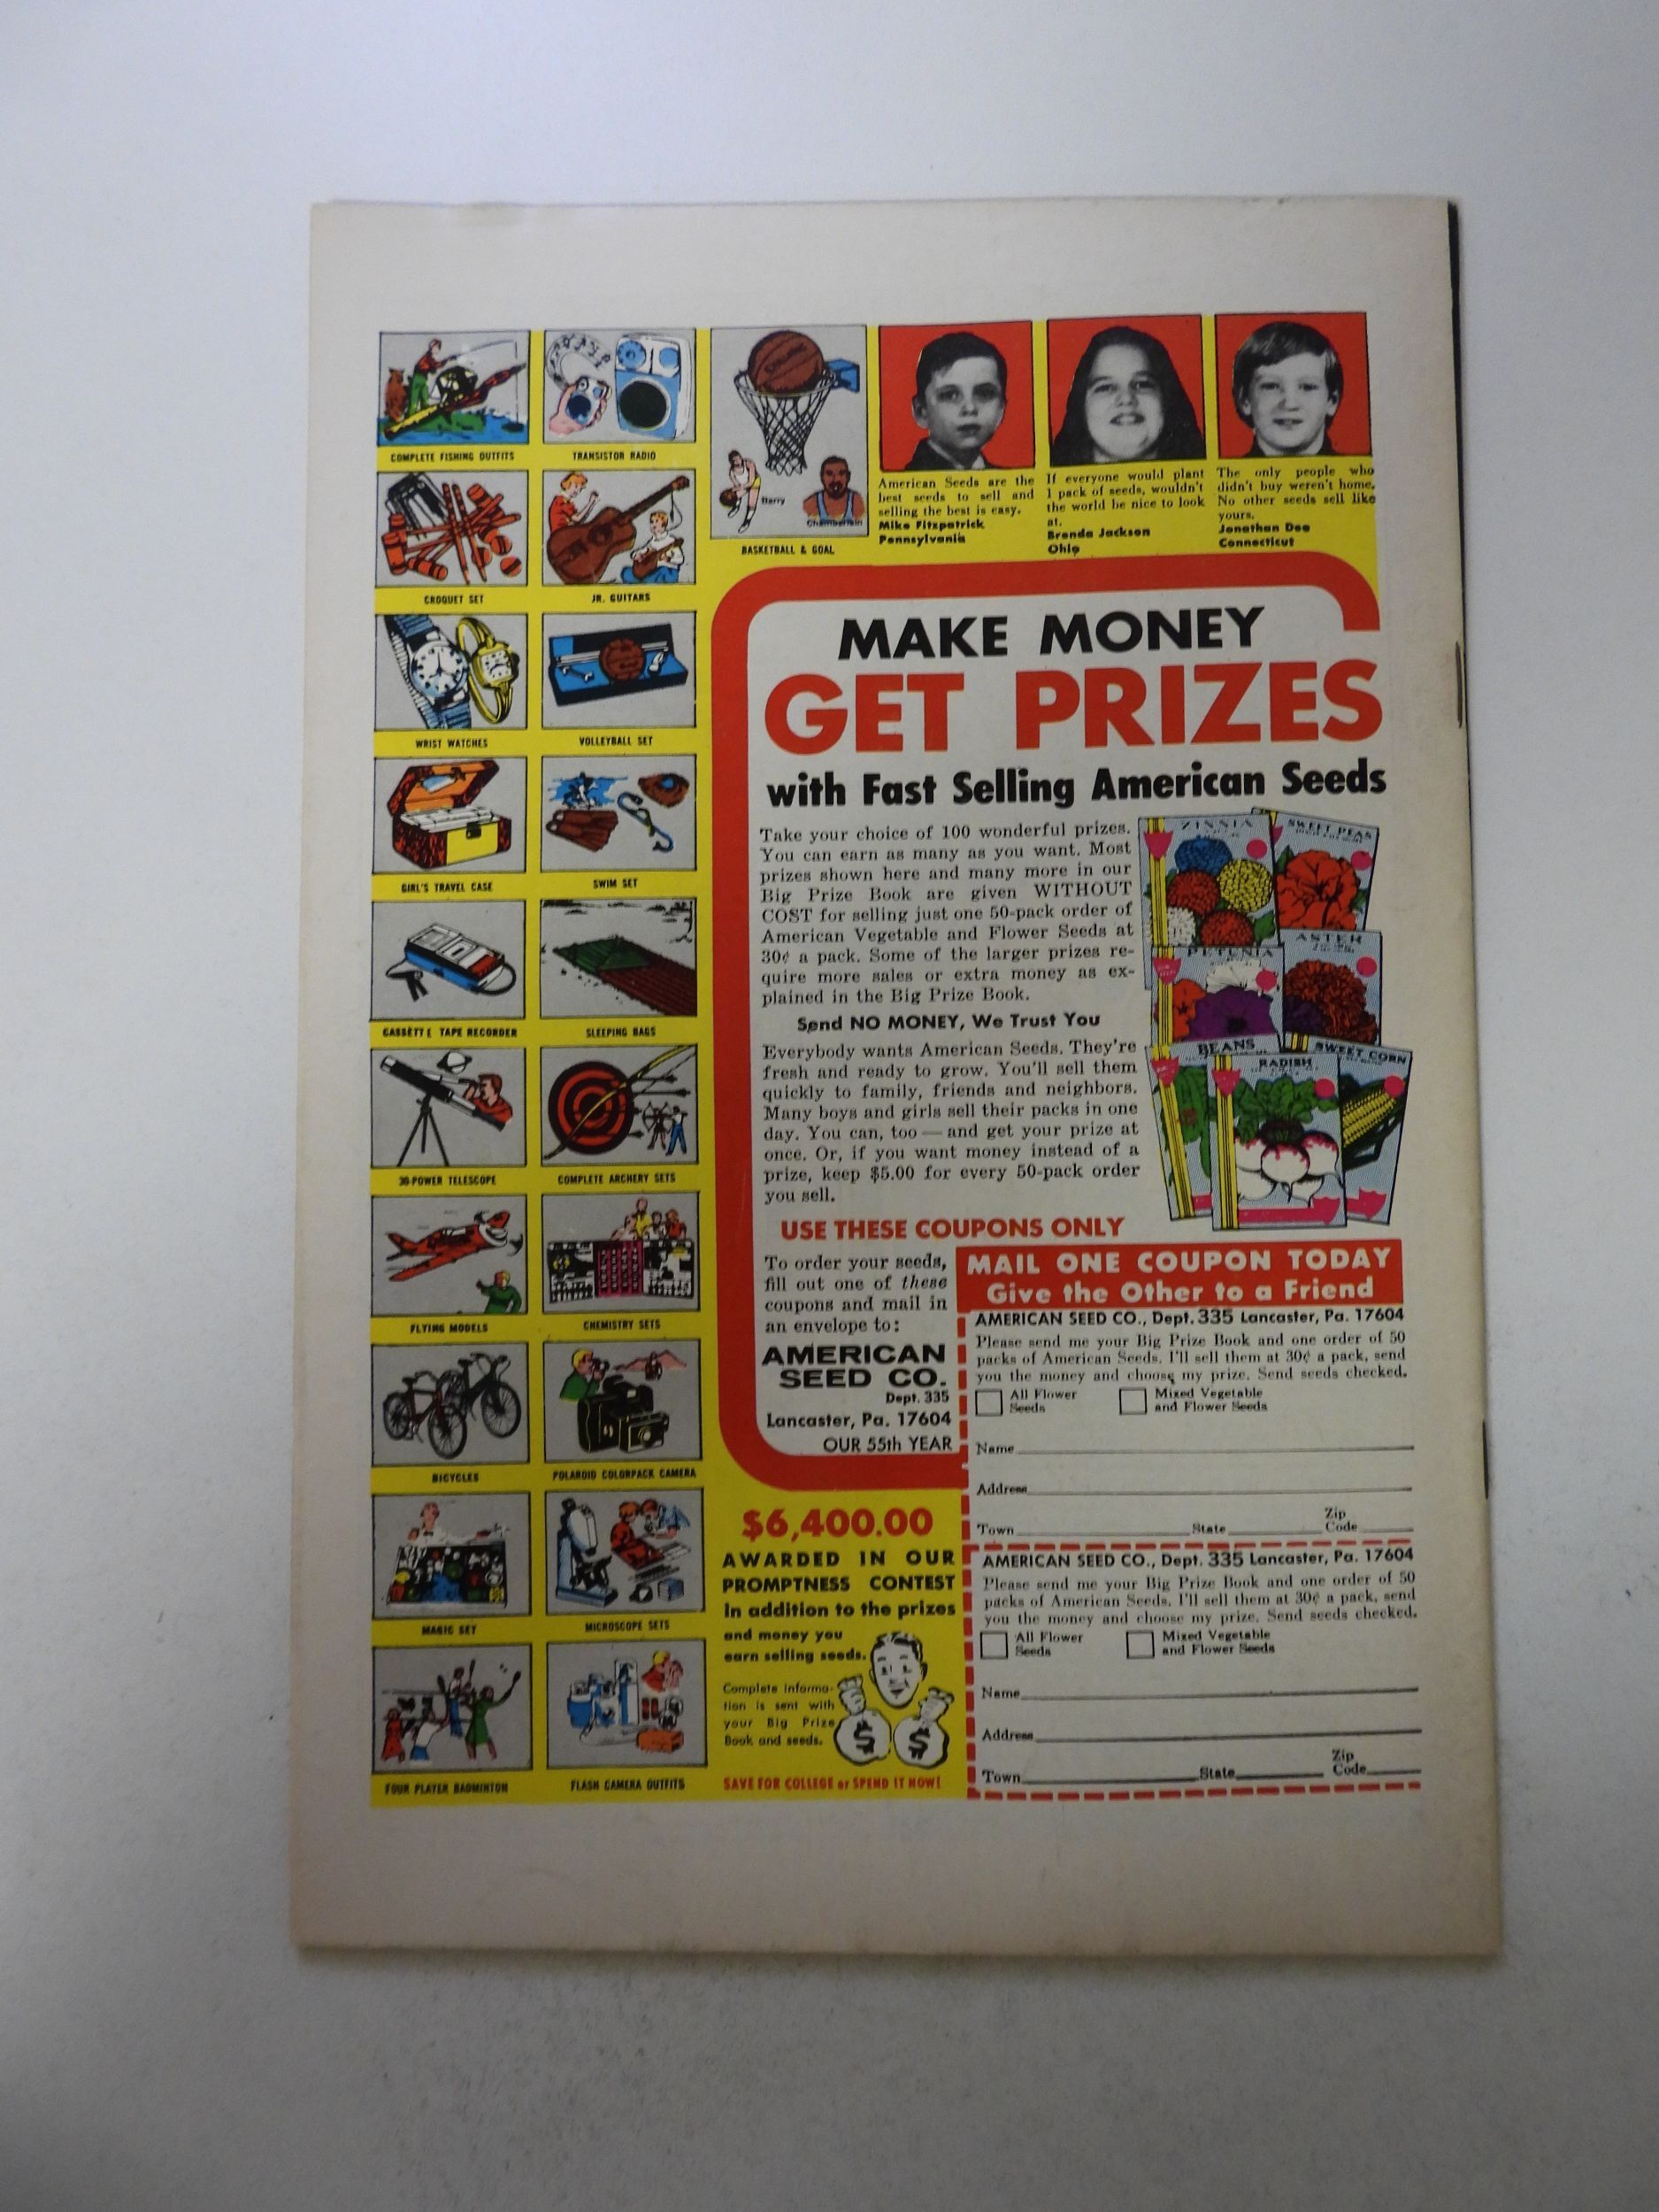 COMPLETE FISHING OUTFITS
TRANSISTOR RADIO
CROQUET SET
JR. GUITARS
WRIST WATCHES
VOLLEYBALL SET
GIRL'S TRAVEL CASE
SWIM SET
CASSETTE TAPE RECORDER
SLEEPING BAGS
30-POWER TELESCOPE
COMPLETE ARCHERY SETS
FLYING MODELS
CHEMISTRY SETS
BICYCLES
POLAROID COLORPACK CAMERA
MAGIC SET
MICROSCOPE SETS
FOUR PLAYER BADMINTON
FLASH CAMERA OUTFITS
Barry
Chamberlain
BASKETBALL & GOAL
American Seeds are the
best seeds to sell and
selling the best is easy.
Mike Fitzpatrick
Pennsylvania
If everyone would plant
1 pack of seeds, wouldn't
the world be nice to look
at.
Brenda Jackson
Ohio
The only people who
didn't buy weren't home.
No other seeds sell like
yours.
Jonathan Dee
Connecticut
MAKE MONEY
GET PRIZES
with Fast Selling American Seeds
Take your choice of 100 wonderful prizes.
You can earn as many as you want. Most
prizes shown here and many more in our
Big Prize Book are given WITHOUT
COST for selling just one 50-pack order of
American Vegetable and Flower Seeds at
30¢ a pack. Some of the larger prizes re-
quire more sales or extra money as ex-
plained in the Big Prize Book.
Send NO MONEY, We Trust You
Everybody wants American Seeds. They're
fresh and ready to grow. You'll sell them
quickly to family, friends and neighbors.
Many boys and girls sell their packs in one
day. You can, too — and get your prize at
once. Or, if you want money instead of a
prize, keep $5.00 for every 50-pack order
you sell.
ZINNIA
SWEET PEAS
PETUNIA
ASTER
BEANS
RADISH
SWEET CORN
USE THESE COUPONS ONLY
To order your seeds,
fill out one of these
coupons and mail in
an envelope to:
AMERICAN
SEED CO.
Dept. 335
Lancaster, Pa. 17604
OUR 55th YEAR
MAIL ONE COUPON TODAY
Give the Other to a Friend
AMERICAN SEED CO., Dept. 335 Lancaster, Pa. 17604
Please send me your Big Prize Book and one order of 50
packs of American Seeds. I'll sell them at 30¢ a pack, send
you the money and choose my prize. Send seeds checked.
All Flower Seeds
Mixed Vegetable and Flower Seeds
Name
Address
Town State Zip Code
AMERICAN SEED CO., Dept. 335 Lancaster, Pa. 17604
Please send me your Big Prize Book and one order of 50
packs of American Seeds. I'll sell them at 30¢ a pack, send
you the money and choose my prize. Send seeds checked.
All Flower Seeds
Mixed Vegetable and Flower Seeds
Name
Address
Town State Zip Code
$6,400.00
AWARDED IN OUR
PROMPTNESS CONTEST
In addition to the prizes
and money you
earn selling seeds.
Complete informa-
tion is sent with
your Big Prize
Book and seeds.
$ $
SAVE FOR COLLEGE or SPEND IT NOW!